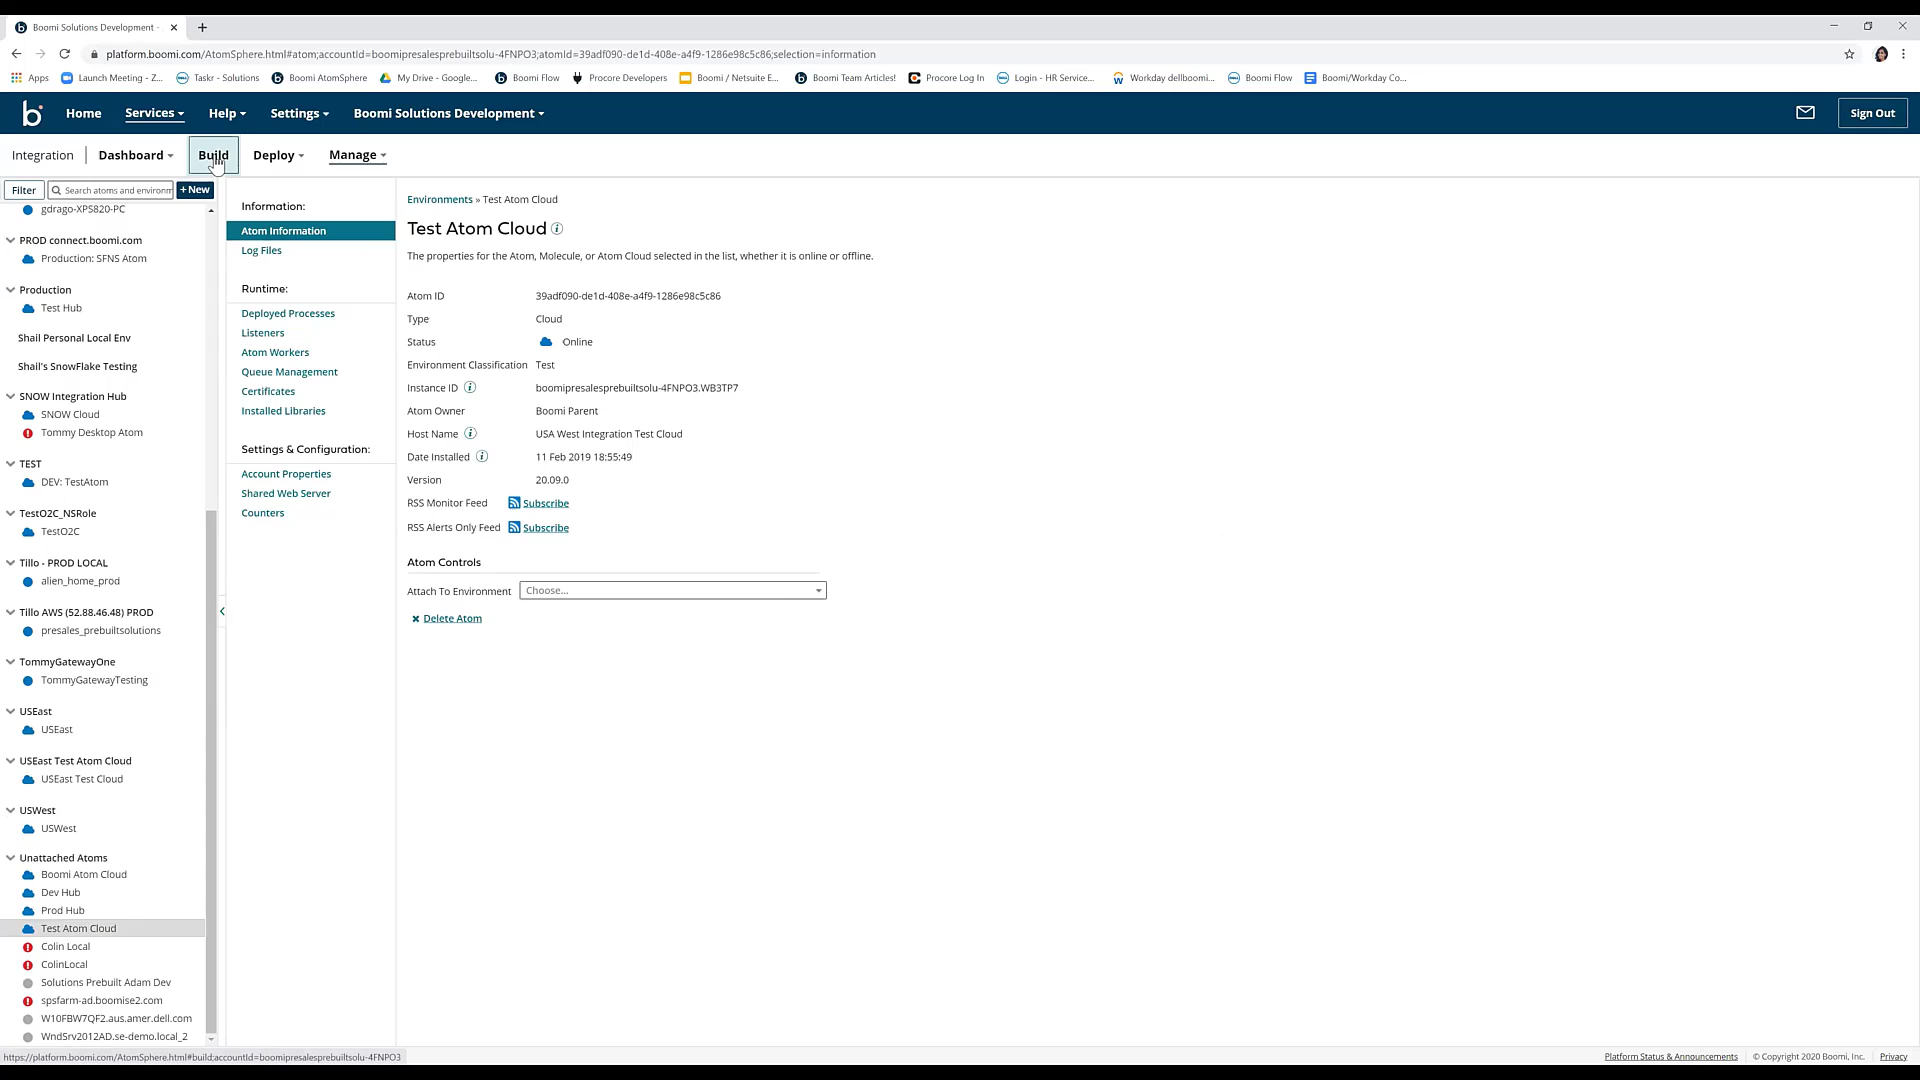 Boomi Solutions Development -
platform.boomi.com/AtomSphere.html#atom;accountId=boomipresalesprebuiltsolu-4FNPO3;atomId=39adf090-de1d-408e-a4f9-1286e98c5c86;selection=information
Apps Launch Meeting - Z... Taskr - Solutions Boomi AtomSphere My Drive - Google... Boomi Flow Procore Developers Boomi / Netsuite E... Boomi Team Articles! Procore Log In Login - HR Service... Workday dellboomi... Boomi Flow Boomi/Workday Co...
Home Services Help Settings Boomi Solutions Development Sign Out
Integration Dashboard Build Deploy Manage
Filter Search atoms and environm + New
gdrago-XPS820-PC
PROD connect.boomi.com
Production: SFNS Atom
Production
Test Hub
Shail Personal Local Env
Shail's SnowFlake Testing
SNOW Integration Hub
SNOW Cloud
Tommy Desktop Atom
TEST
DEV: TestAtom
TestO2C_NSRole
TestO2C
Tillo - PROD LOCAL
alien_home_prod
Tillo AWS (52.88.46.48) PROD
presales_prebuiltsolutions
TommyGatewayOne
TommyGatewayTesting
USEast
USEast
USEast Test Atom Cloud
USEast Test Cloud
USWest
USWest
Unattached Atoms
Boomi Atom Cloud
Dev Hub
Prod Hub
Test Atom Cloud
Colin Local
ColinLocal
Solutions Prebuilt Adam Dev
spsfarm-ad.boomise2.com
W10FBW7QF2.aus.amer.dell.com
WndSrv2012AD.se-demo.local_2
Information:
Atom Information
Log Files
Runtime:
Deployed Processes
Listeners
Atom Workers
Queue Management
Certificates
Installed Libraries
Settings & Configuration:
Account Properties
Shared Web Server
Counters
Environments » Test Atom Cloud
Test Atom Cloud
The properties for the Atom, Molecule, or Atom Cloud selected in the list, whether it is online or offline.
Atom ID 39adf090-de1d-408e-a4f9-1286e98c5c86
Type Cloud
Status Online
Environment Classification Test
Instance ID boomipresalesprebuiltsolu-4FNPO3.WB3TP7
Atom Owner Boomi Parent
Host Name USA West Integration Test Cloud
Date Installed 11 Feb 2019 18:55:49
Version 20.09.0
RSS Monitor Feed Subscribe
RSS Alerts Only Feed Subscribe
Atom Controls
Attach To Environment Choose...
Delete Atom
https://platform.boomi.com/AtomSphere.html#build;accountId=boomipresalesprebuiltsolu-4FNPO3
Platform Status & Announcements © Copyright 2020 Boomi, Inc. Privacy